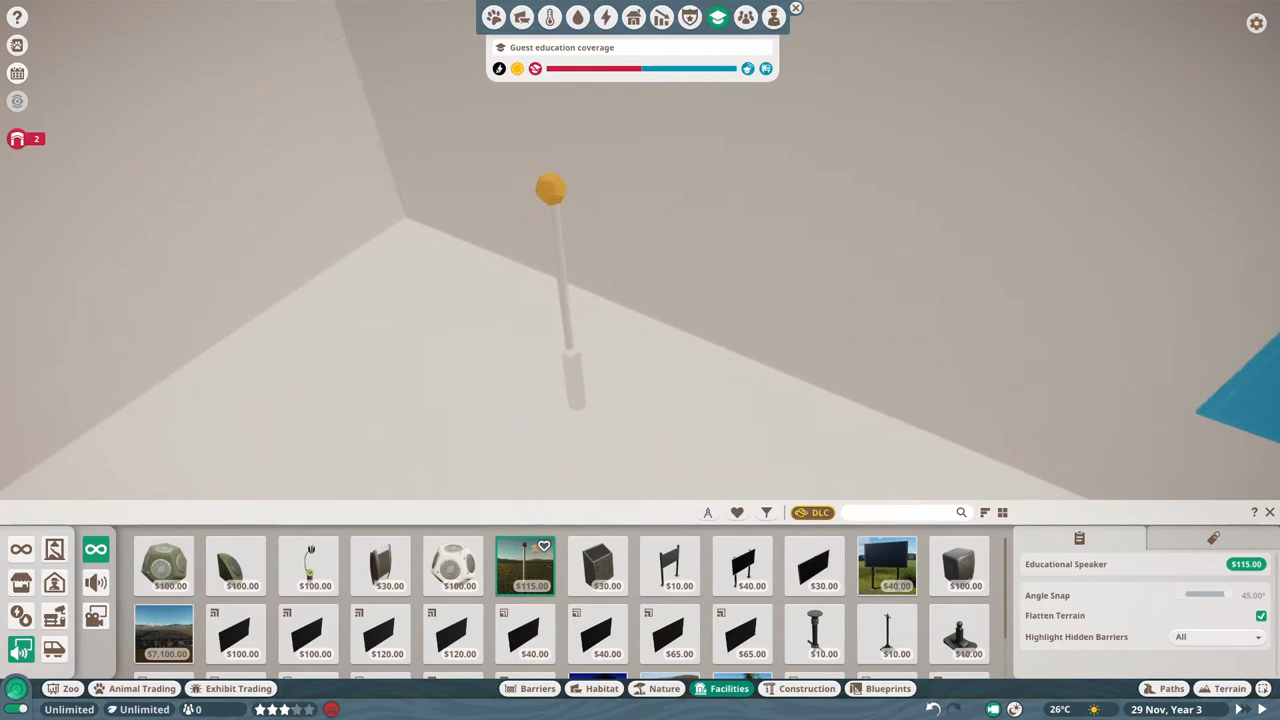 ?
Guest education coverage
2
DLC
?
$100.00
$100.00
$100.00
$30.00
$100.00
$115.00
$30.00
$10.00
$40.00
$30.00
$40.00
$100.00
$7,100.00
$100.00
$100.00
$120.00
$120.00
$40.00
$40.00
$65.00
$65.00
$10.00
$10.00
$10.00
Educational Speaker
$115.00
Angle Snap
45.00°
Flatten Terrain
Highlight Hidden Barriers
All
Zoo
Animal Trading
Exhibit Trading
Barriers
Habitat
Nature
Facilities
Construction
Blueprints
Paths
Terrain
Unlimited
Unlimited
0
26°C
29 Nov, Year 3